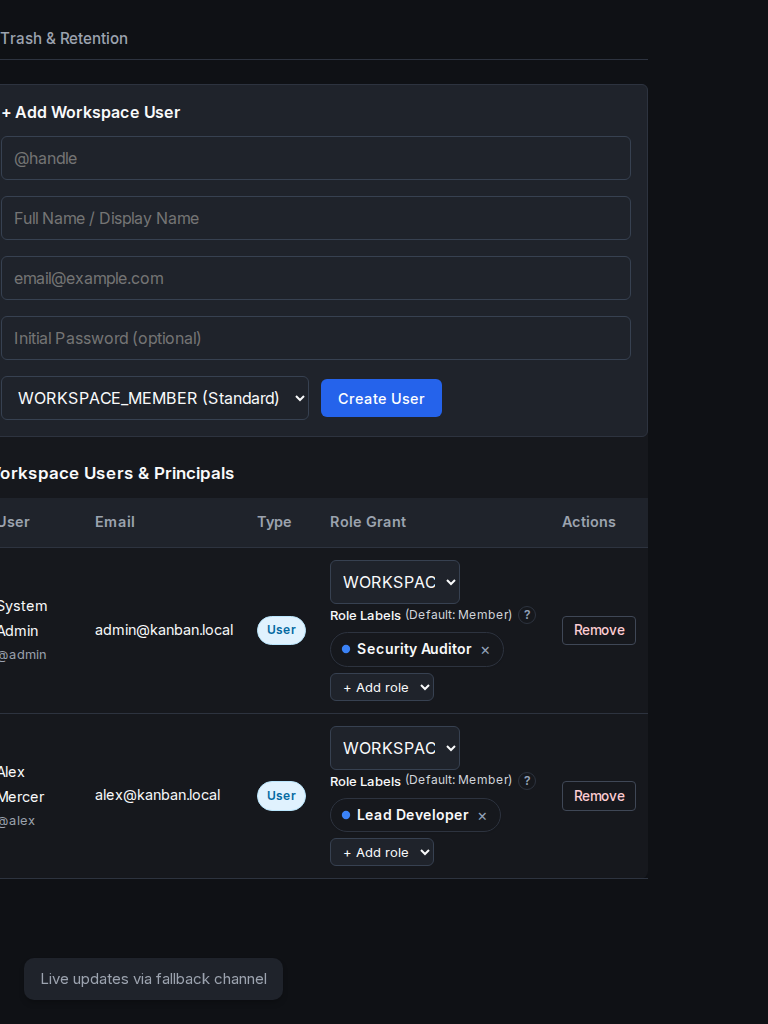 Trash & Retention
+ Add Workspace User
@handle
Full Name / Display Name
email@example.com
Initial Password (optional)
WORKSPACE_MEMBER (Standard)
Create User
orkspace Users & Principals
User Email Type Role Grant Actions
WORKSPAC
System
Admin
@admin
admin@kanban.local
User
Role Labels (Default: Member) ?
Security Auditor ×
+ Add role
Remove
WORKSPAC
Alex
Mercer
@alex
alex@kanban.local
User
Role Labels (Default: Member) ?
Lead Developer ×
+ Add role
Remove
Live updates via fallback channel